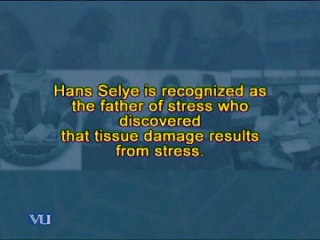 Hans Selye is recognized as
the father of stress who
discovered
that tissue damage results
from stress.
VU